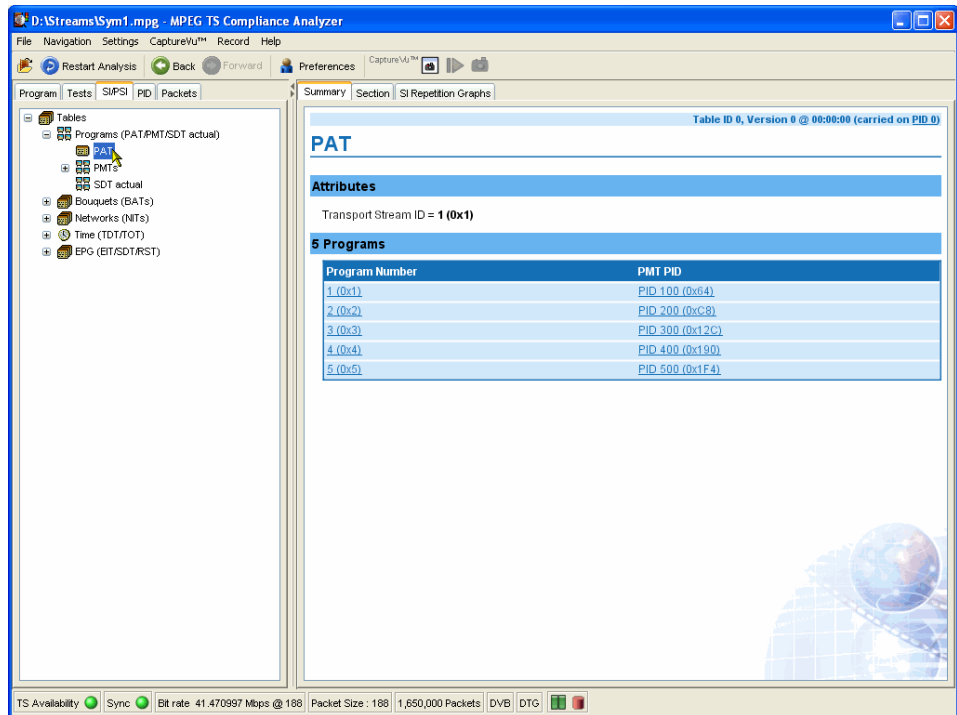 D:\Streams\Sym1.mpg - MPEG TS Compliance Analyzer
File Navigation Settings CaptureVu™ Record Help
Restart Analysis Back Forward Preferences CaptureVu™
Program Tests SI/PSI PID Packets
Summary Section SI Repetition Graphs
Tables
Programs (PAT/PMT/SDT actual)
PAT
PMTs
SDT actual
Bouquets (BATs)
Networks (NITs)
Time (TDT/TOT)
EPG (EIT/SDT/RST)
Table ID 0, Version 0 @ 00:00:00 (carried on PID 0)
PAT
Attributes
Transport Stream ID = 1 (0x1)
5 Programs
Program Number PMT PID
1 (0x1) PID 100 (0x64)
2 (0x2) PID 200 (0xC8)
3 (0x3) PID 300 (0x12C)
4 (0x4) PID 400 (0x190)
5 (0x5) PID 500 (0x1F4)
TS Availability Sync Bit rate 41.470997 Mbps @ 188 Packet Size : 188 1,650,000 Packets DVB DTG